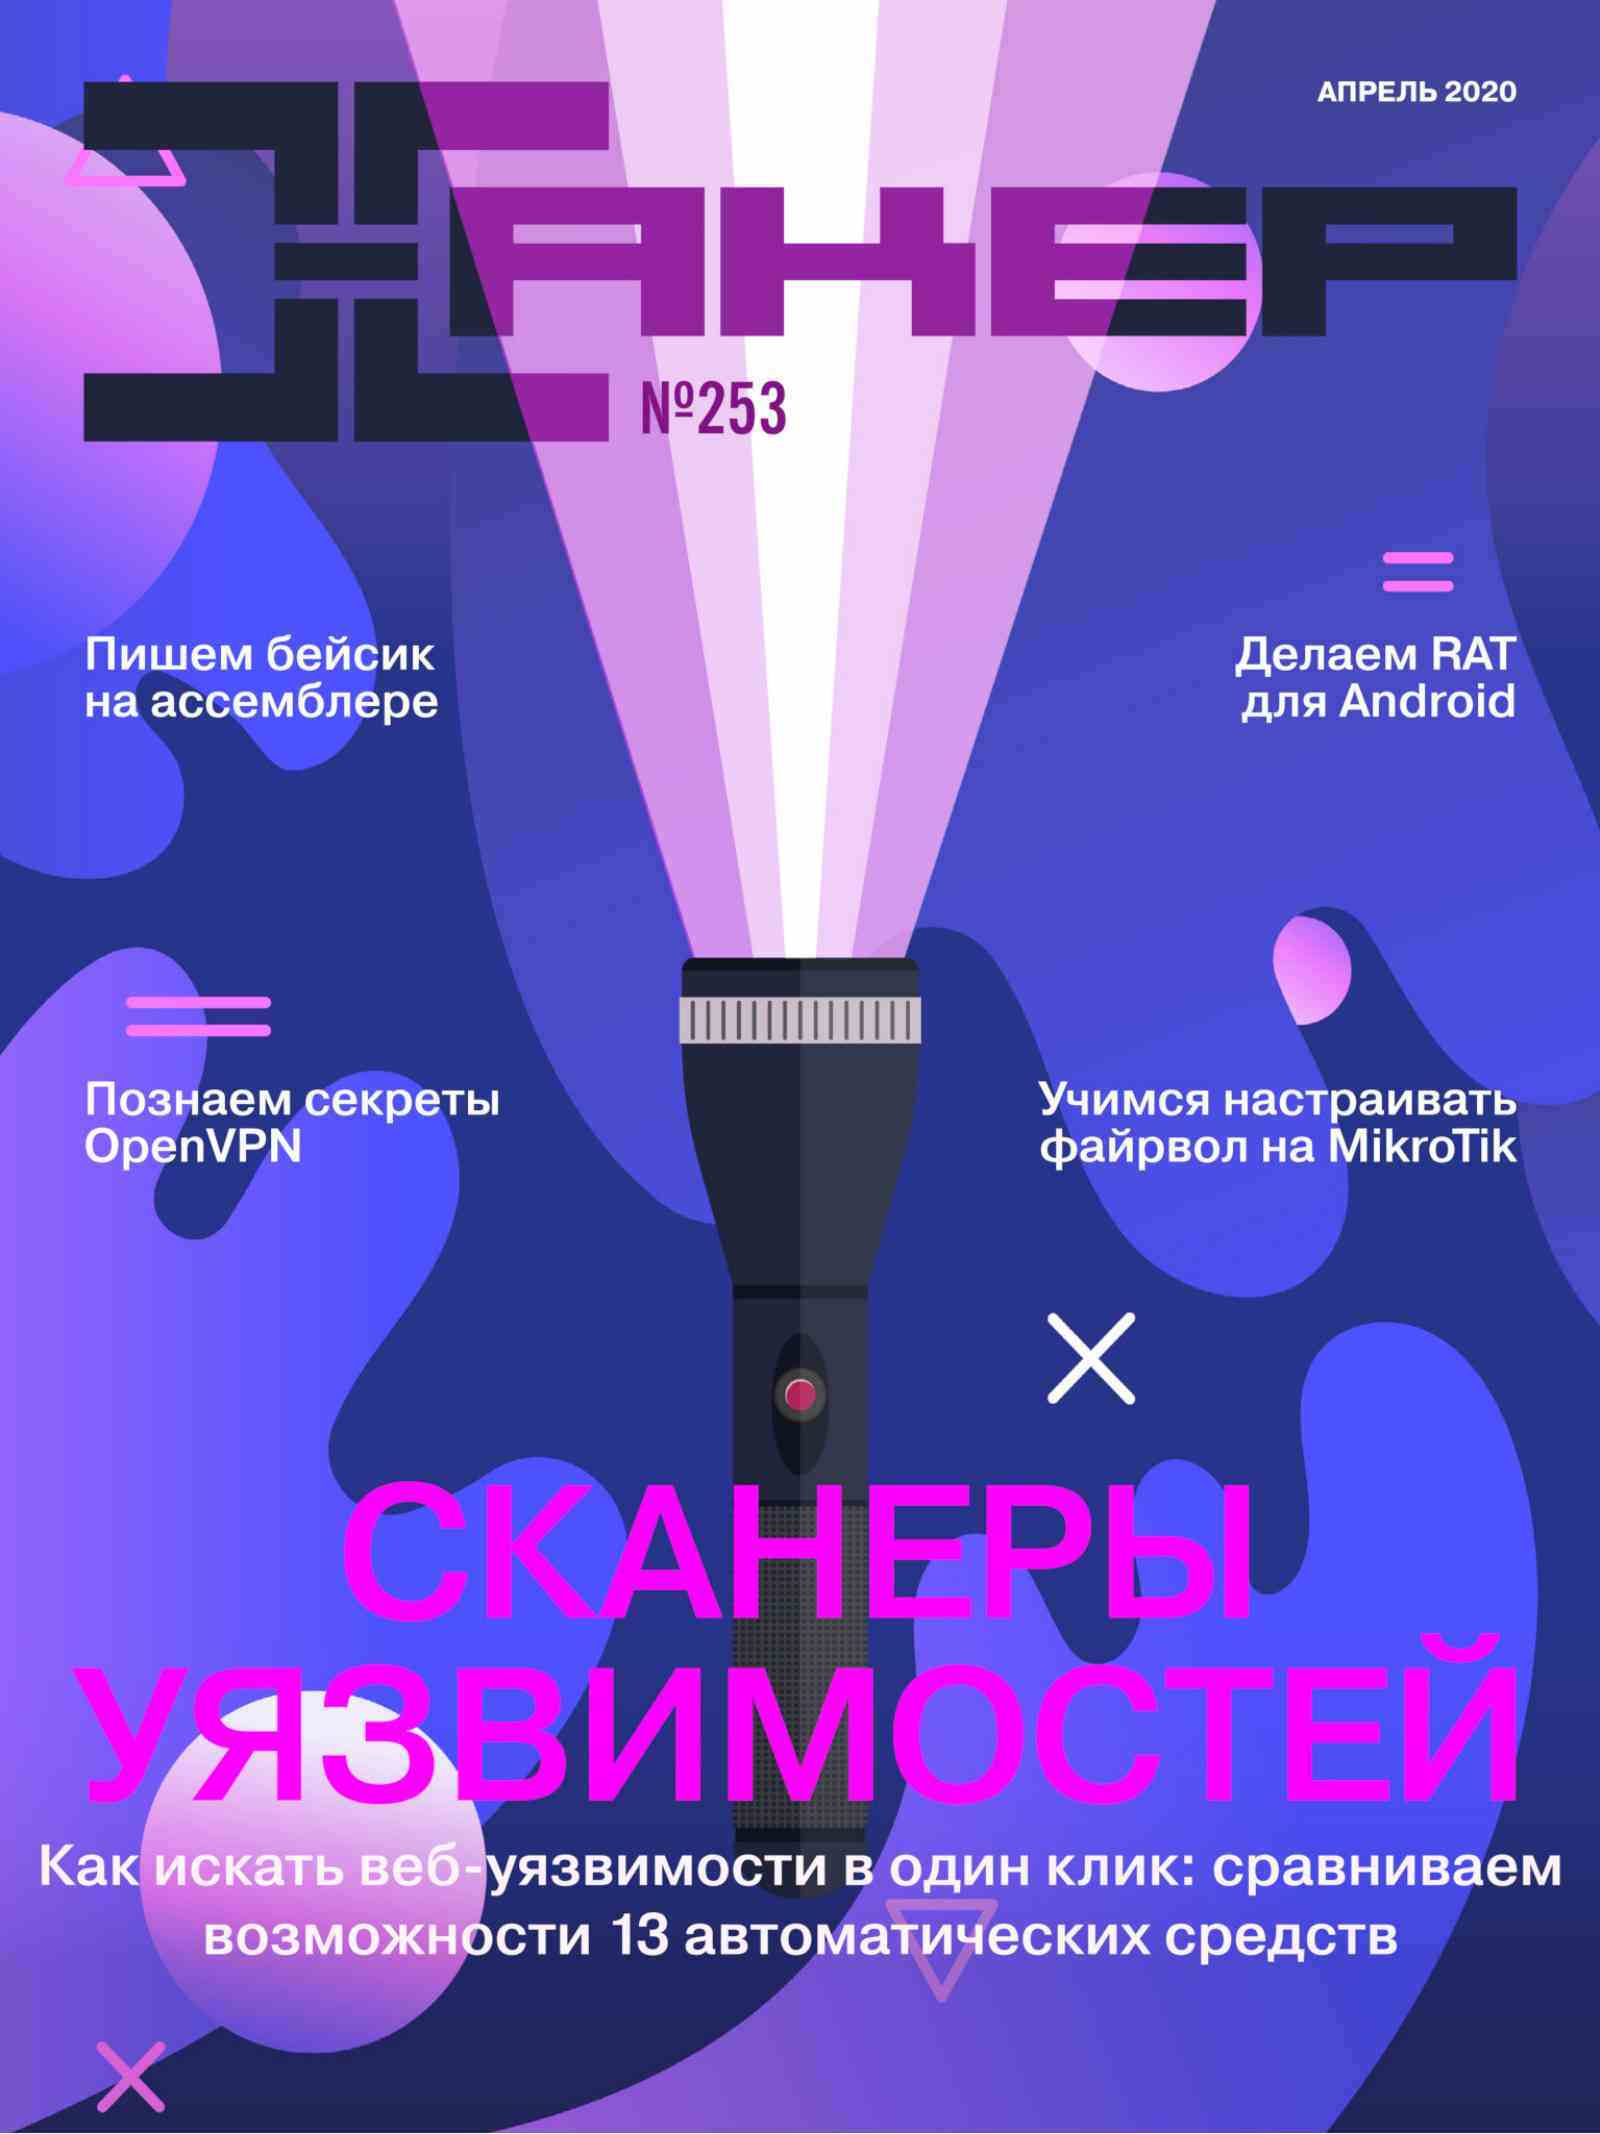 АПРЕЛЬ 2020
ХАКЕР
№253
Пишем бейсик
на ассемблере
Делаем RAT
для Android
Познаем секреты
OpenVPN
Учимся настраивать
файрвол на MikroTik
СКАНЕРЫ
УЯЗВИМОСТЕЙ
Как искать веб-уязвимости в один клик: сравниваем
возможности 13 автоматических средств